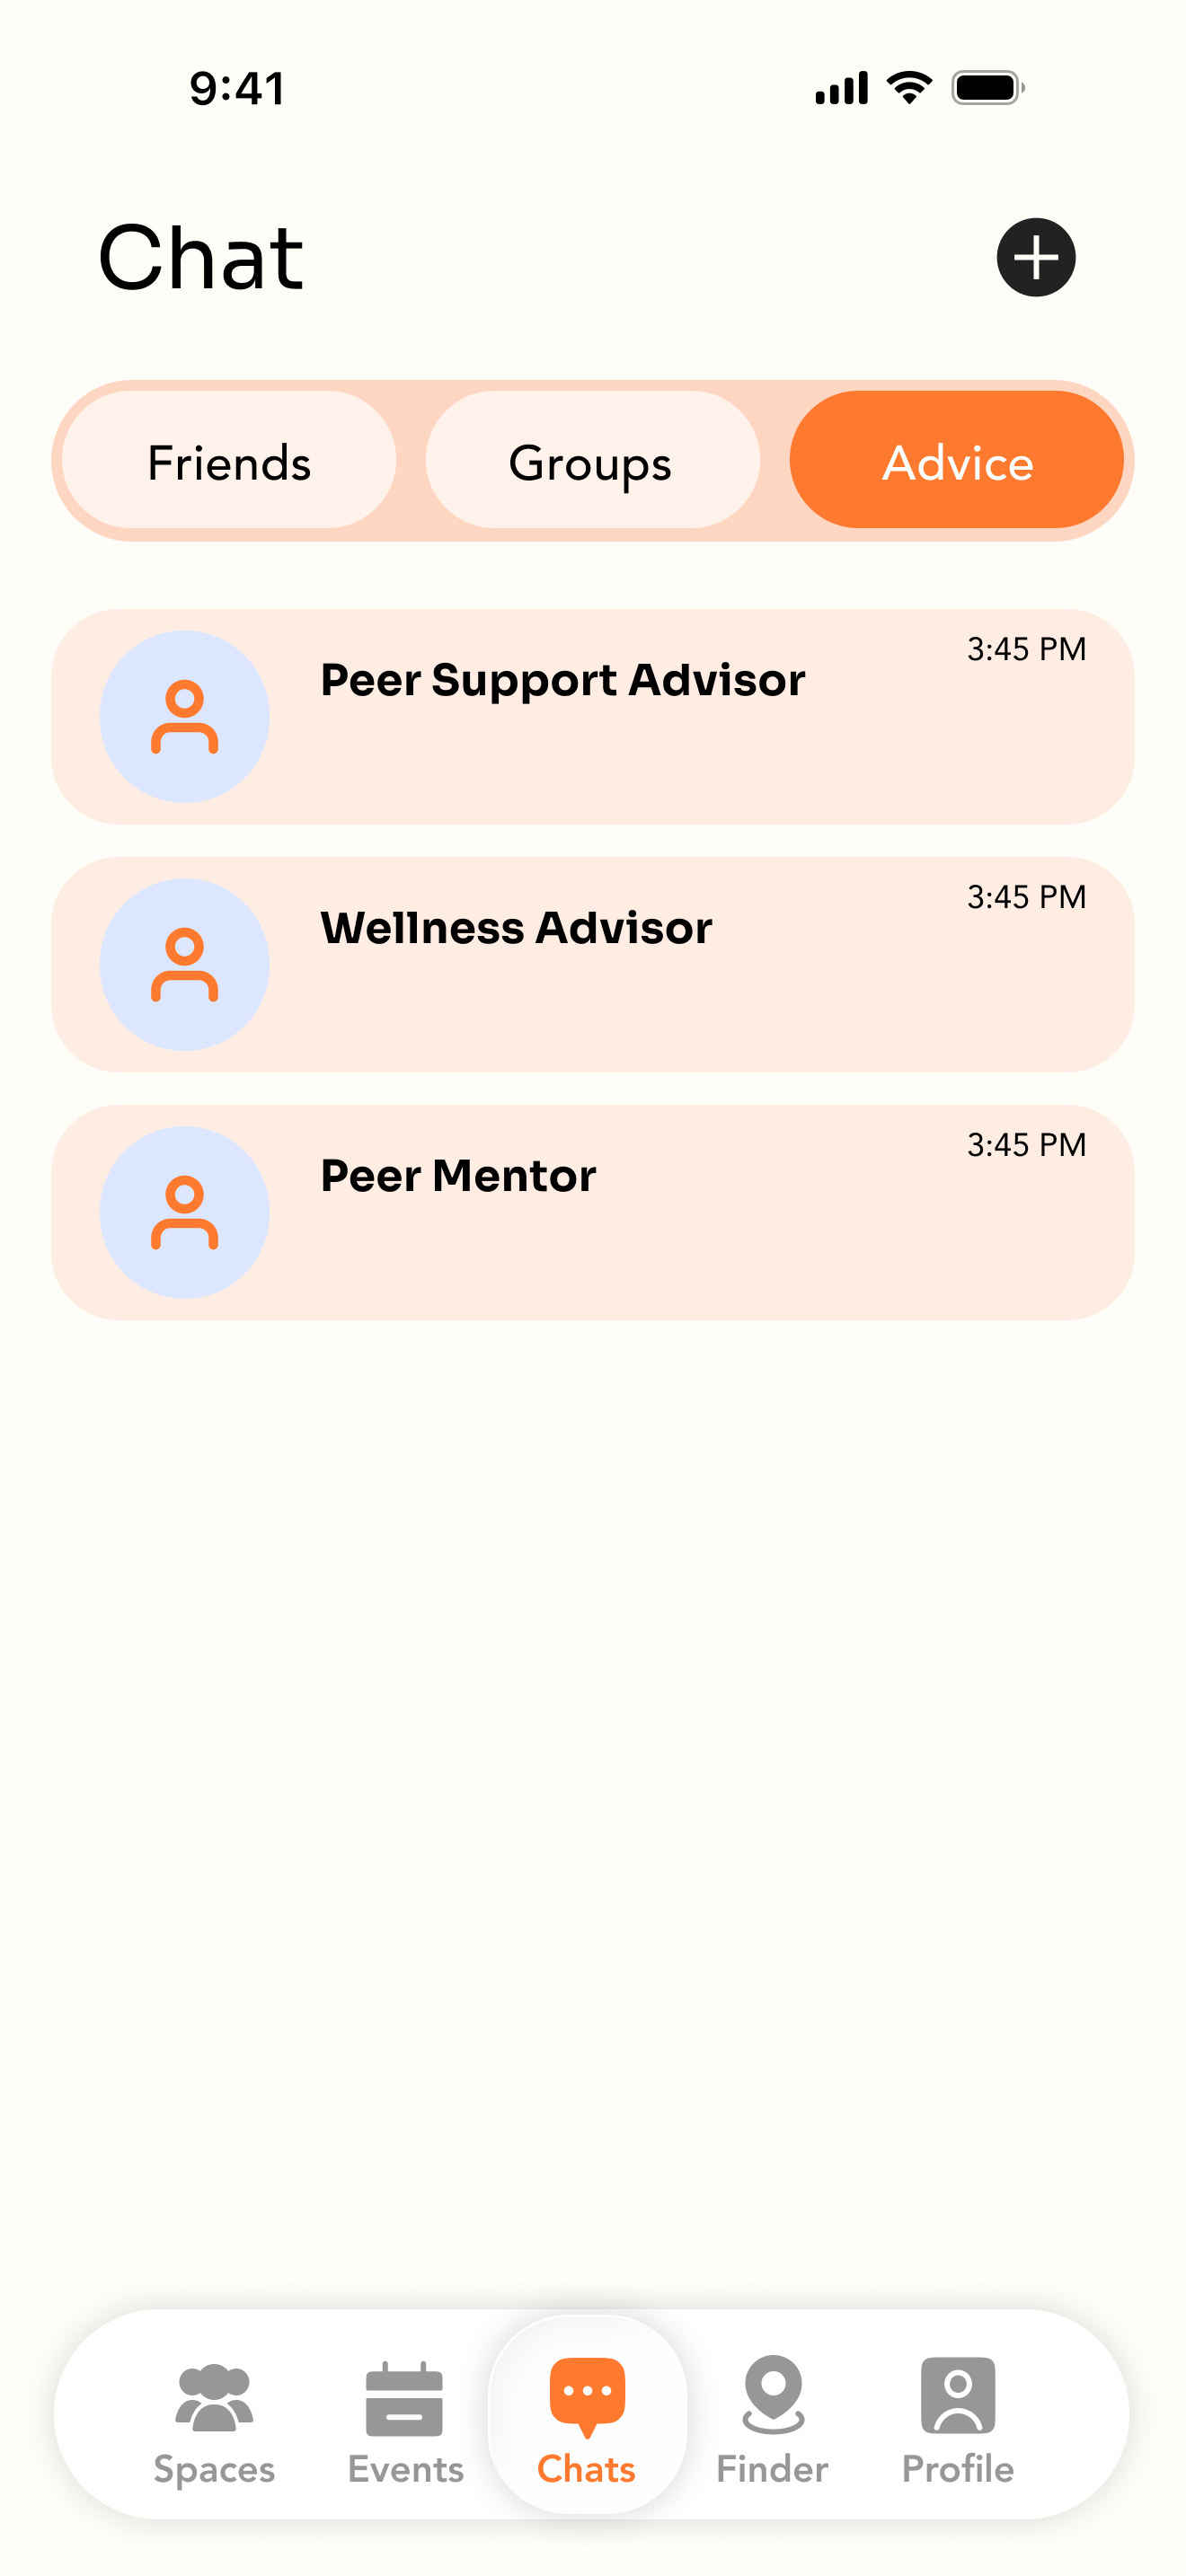 9:41
Chat
Friends Groups Advice
3:45 PM
Peer Support Advisor
3:45 PM
Wellness Advisor
3:45 PM
Peer Mentor
Spaces Events Chats Finder Profile